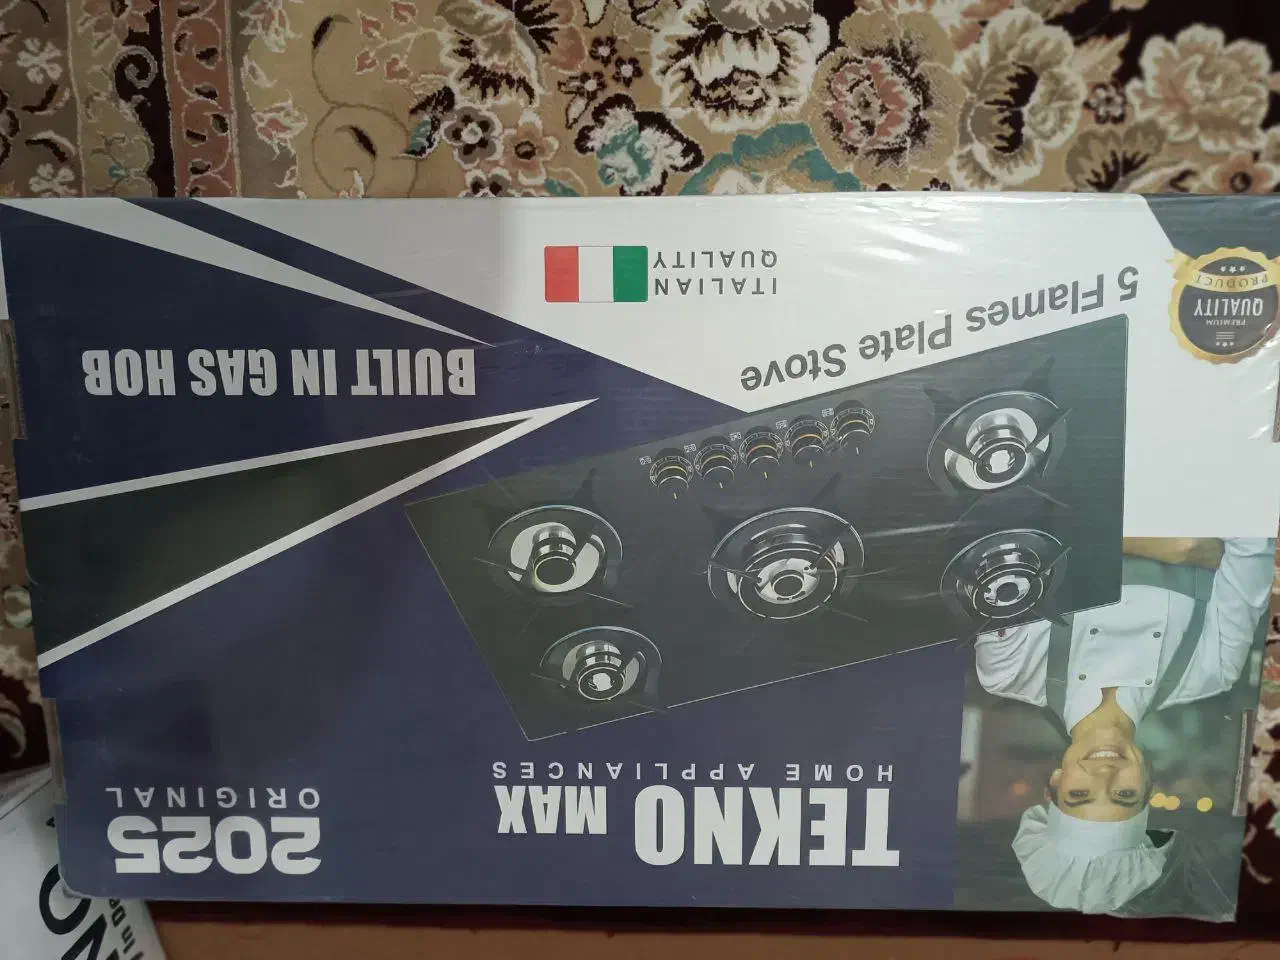 TEKNO MAX
HOME APPLIANCES
2025
ORIGINAL
BUILT IN GAS HOB
5 Flames Plate Stove
ITALIAN
QUALITY
PREMIUM
QUALITY
PRODUCT